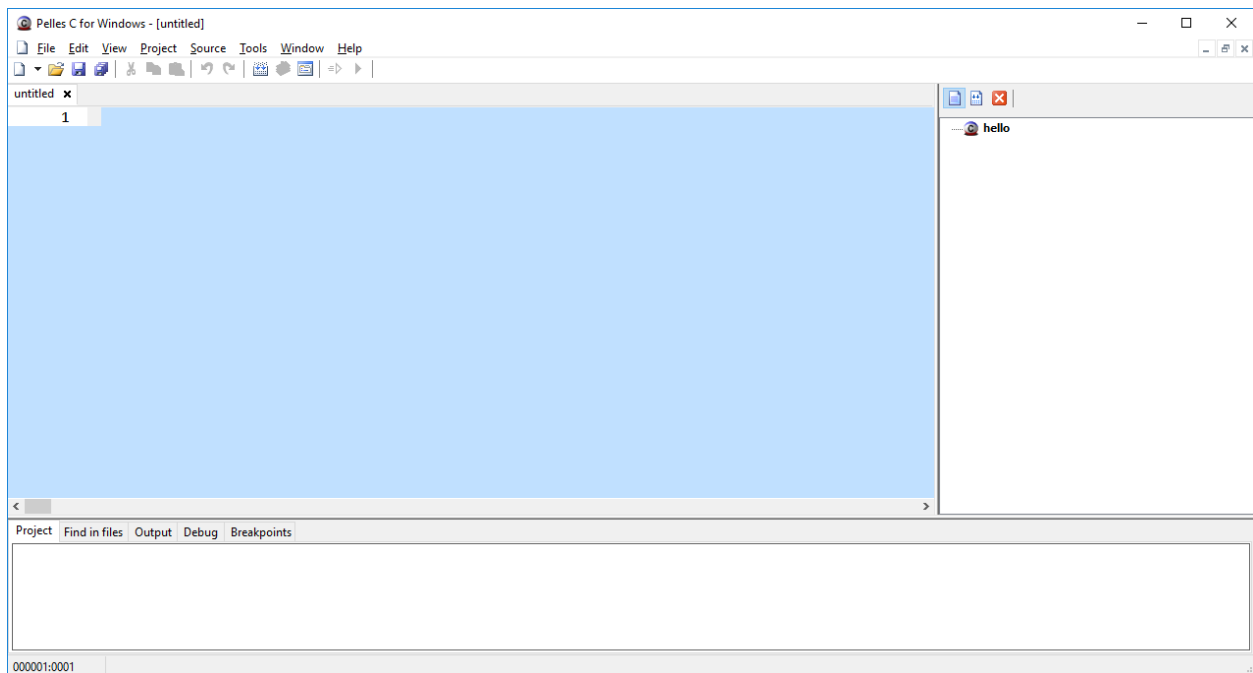 Pelles C for Windows - [untitled]
File Edit View Project Source Tools Window Help
untitled
1
hello
Project Find in files Output Debug Breakpoints
000001:0001